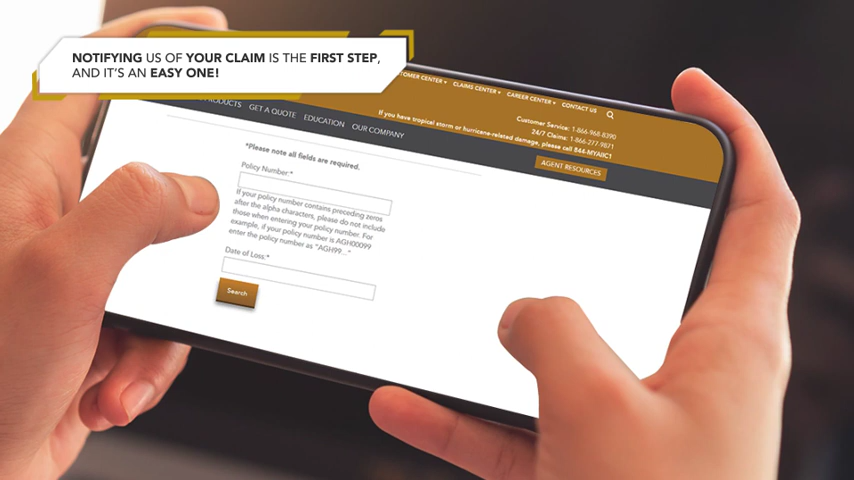 NOTIFYING US OF YOUR CLAIM IS THE FIRST STEP,
AND IT'S AN EASY ONE!
CENTER ▾ CLAIMS CENTER ▾ CAREER CENTER ▾ CONTACT US
Customer Service: 1-866-968-8390
24/7 Claims: 1-866-277-9871
If you have tropical storm or hurricane-related damage, please call 844-MYAIIC1
PRODUCTS GET A QUOTE EDUCATION OUR COMPANY
AGENT RESOURCES
*Please note all fields are required.
Policy Number:*
If your policy number contains preceding zeros
after the alpha characters, please do not include
those when entering your policy number. For
example, if your policy number is AGH00099
enter the policy number as "AGH99..."
Date of Loss:*
Search